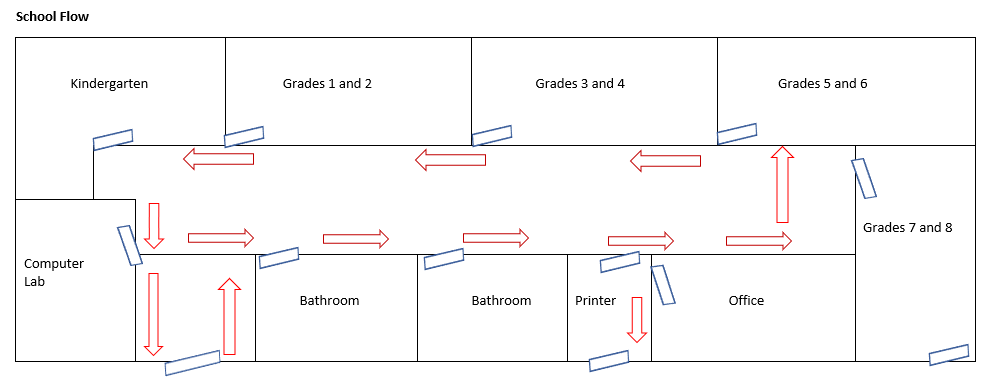 School Flow
Kindergarten
Grades 1 and 2
Grades 3 and 4
Grades 5 and 6
Grades 7 and 8
Computer
Lab
Bathroom
Bathroom
Printer
Office